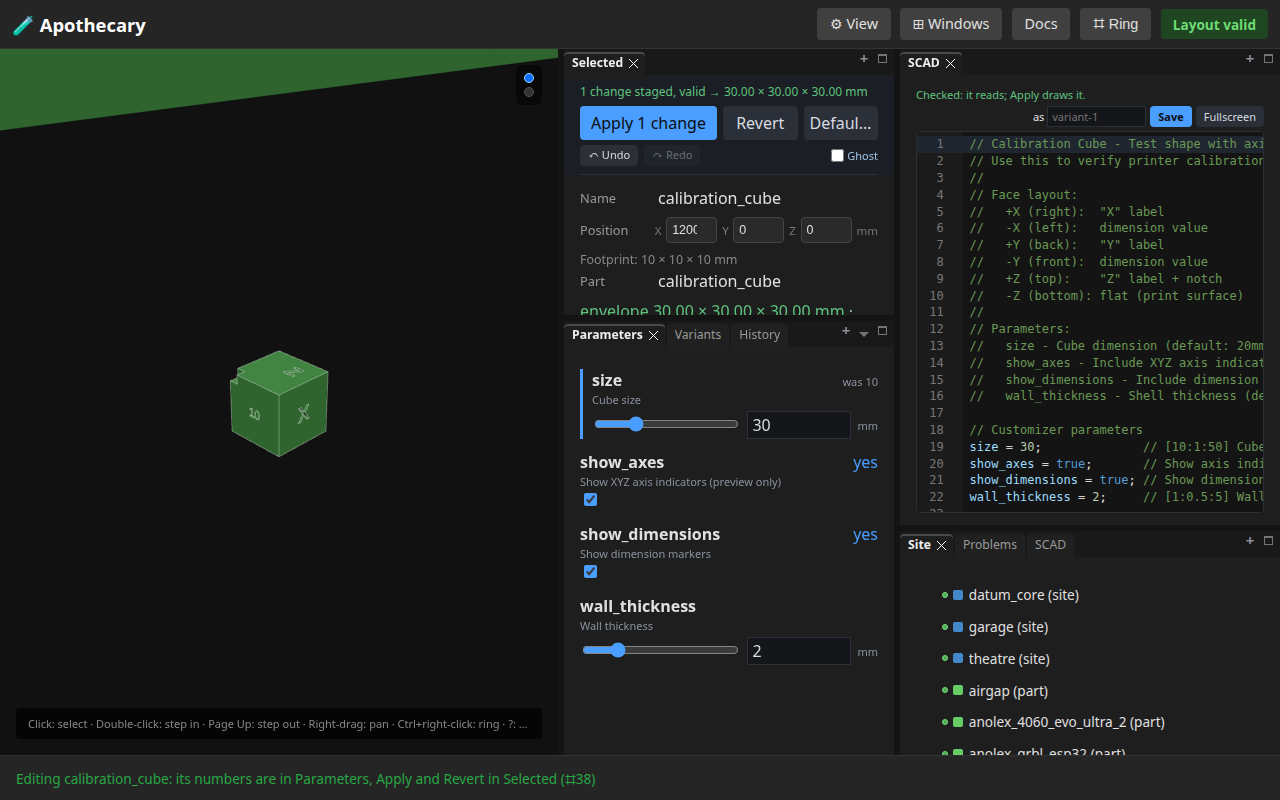 🧪 Apothecary
⚙ View
⊞ Windows
Docs
⌗ Ring
Layout valid
Click: select · Double-click: step in · Page Up: step out · Right-drag: pan · Ctrl+right-click: ring · ?: ...
Selected
1 change staged, valid → 30.00 × 30.00 × 30.00 mm
Apply 1 change
Revert
Defaul...
↶ Undo
↷ Redo
Ghost
Name calibration_cube
Position X 1200 Y 0 Z 0 mm
Footprint: 10 × 10 × 10 mm
Part calibration_cube
envelope 30.00 × 30.00 × 30.00 mm ·
Parameters
Variants
History
size was 10
Cube size
30 mm
show_axes yes
Show XYZ axis indicators (preview only)
show_dimensions yes
Show dimension markers
wall_thickness
Wall thickness
2 mm
SCAD
Checked: it reads; Apply draws it.
as variant-1 Save Fullscreen
1 // Calibration Cube - Test shape with axi
2 // Use this to verify printer calibration
3 //
4 // Face layout:
5 //   +X (right):  "X" label
6 //   -X (left):   dimension value
7 //   +Y (back):   "Y" label
8 //   -Y (front):  dimension value
9 //   +Z (top):    "Z" label + notch
10 //   -Z (bottom): flat (print surface)
11 //
12 // Parameters:
13 //   size - Cube dimension (default: 20mm
14 //   show_axes - Include XYZ axis indicat
15 //   show_dimensions - Include dimension
16 //   wall_thickness - Shell thickness (de
17
18 // Customizer parameters
19 size = 30;              // [10:1:50] Cube
20 show_axes = true;       // Show axis indi
21 show_dimensions = true; // Show dimension
22 wall_thickness = 2;     // [1:0.5:5] Wall
Site
Problems
SCAD
datum_core (site)
garage (site)
theatre (site)
airgap (part)
anolex_4060_evo_ultra_2 (part)
anolex_grbl_esp32 (part)
Editing calibration_cube: its numbers are in Parameters, Apply and Revert in Selected (⌗38)